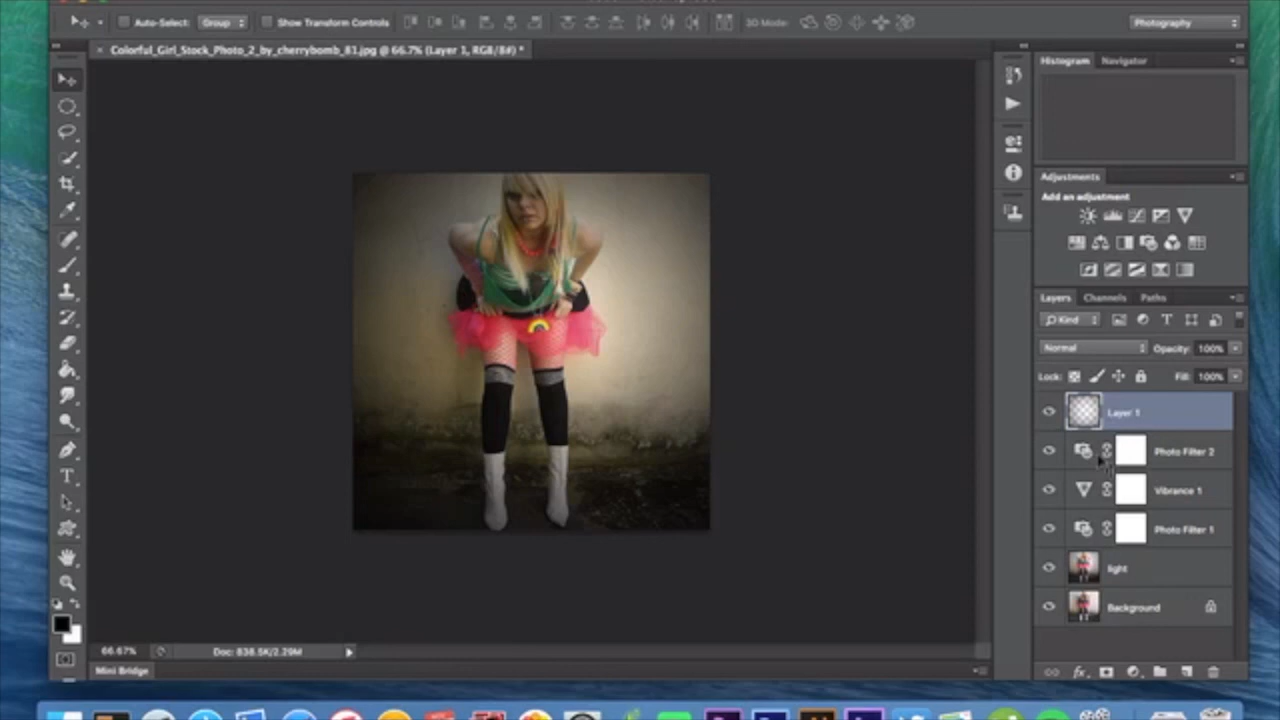 Auto-Select: Group Show Transform Controls 3D Mode: Photography
Colorful_Girl_Stock_Photo_2_by_cherrybomb_81.jpg @ 66.7% (Layer 1, RGB/8#) *
Histogram Navigator
Adjustments
Add an adjustment
Layers Channels Paths
Kind
Normal Opacity: 100%
Lock: Fill: 100%
Layer 1
Photo Filter 2
Vibrance 1
Photo Filter 1
light
Background
66.67% Doc: 838.5K/2.29M
Mini Bridge